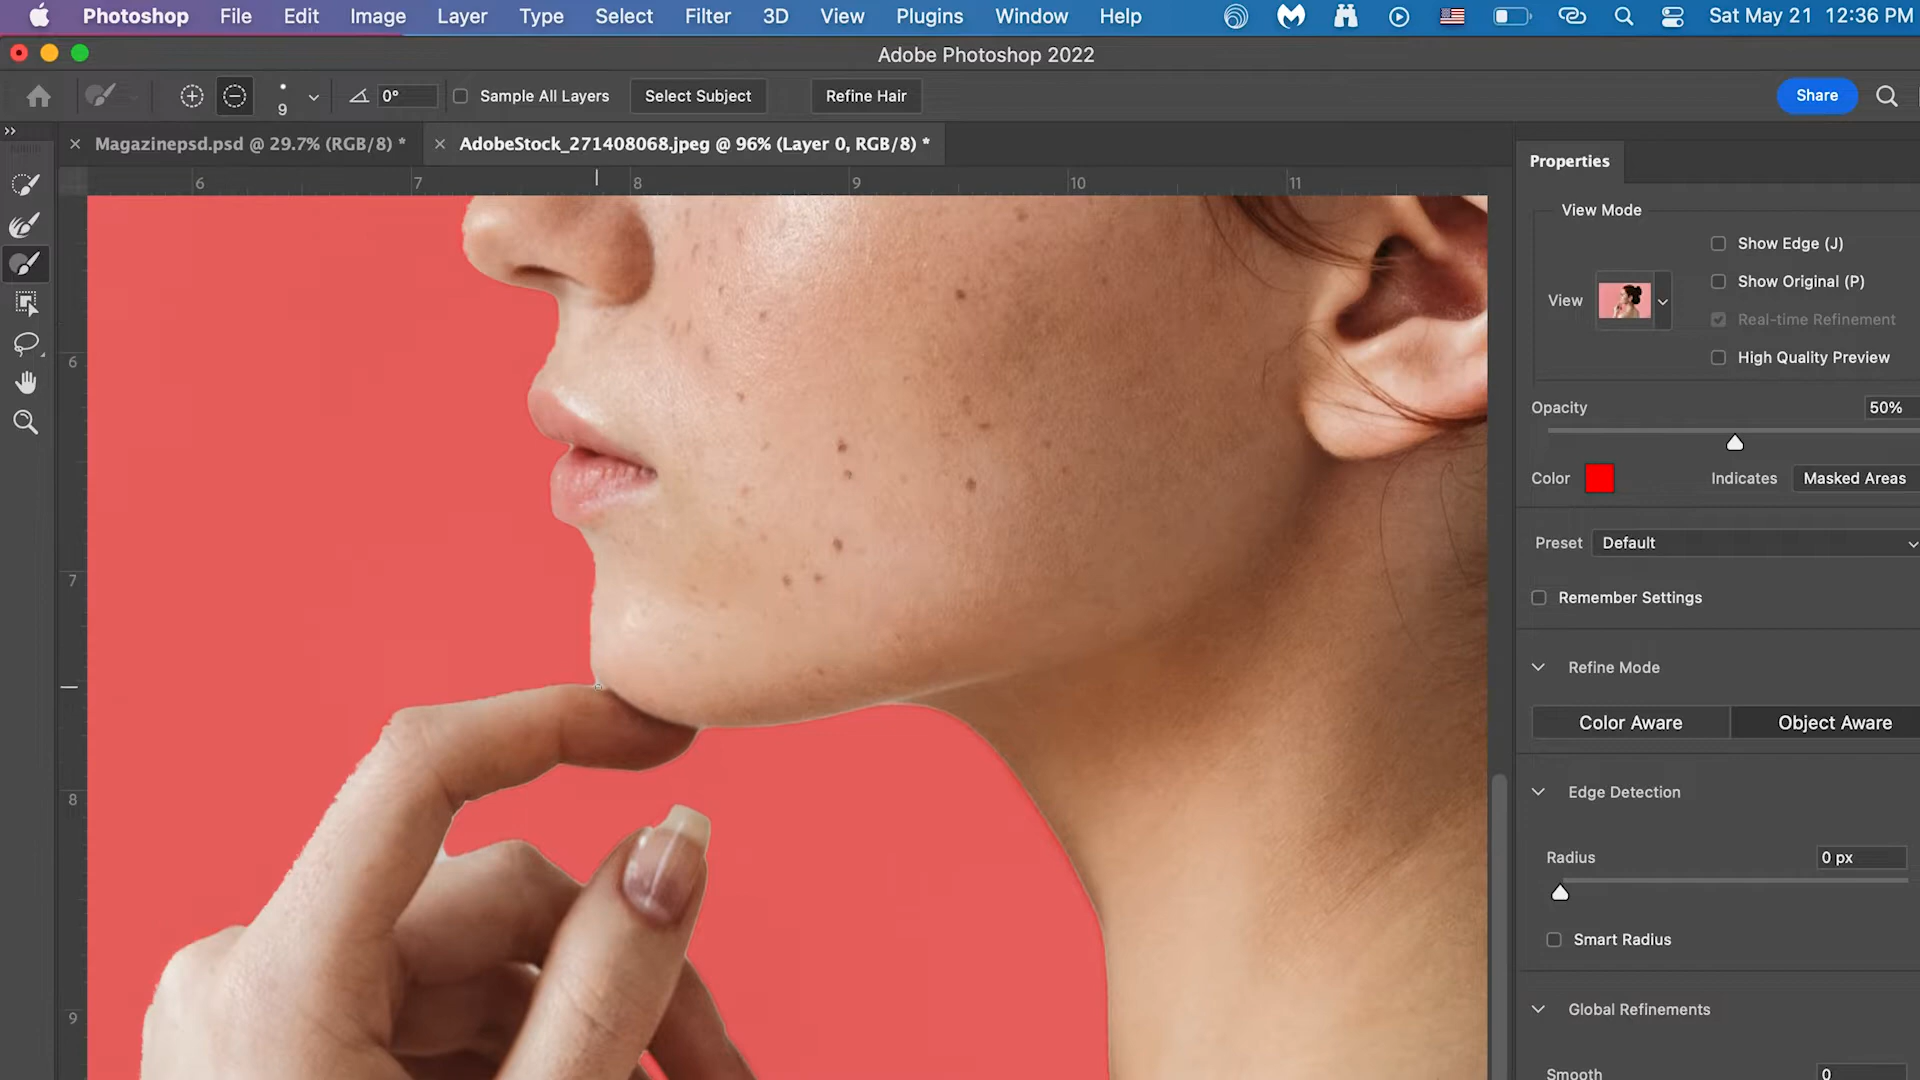 Photoshop File Edit Image Layer Type Select Filter 3D View Plugins Window Help Sat May 21 12:36 PM
Adobe Photoshop 2022
9 0° Sample All Layers Select Subject Refine Hair Share
Magazinepsd.psd @ 29.7% (RGB/8) * AdobeStock_271408068.jpeg @ 96% (Layer 0, RGB/8) *
6 7 8 9 10 11
6
7
8
9
Properties
View Mode
Show Edge (J)
View Show Original (P)
Real-time Refinement
High Quality Preview
Opacity 50%
Color Indicates Masked Areas
Preset Default
Remember Settings
Refine Mode
Color Aware Object Aware
Edge Detection
Radius 0 px
Smart Radius
Global Refinements
Smooth 0